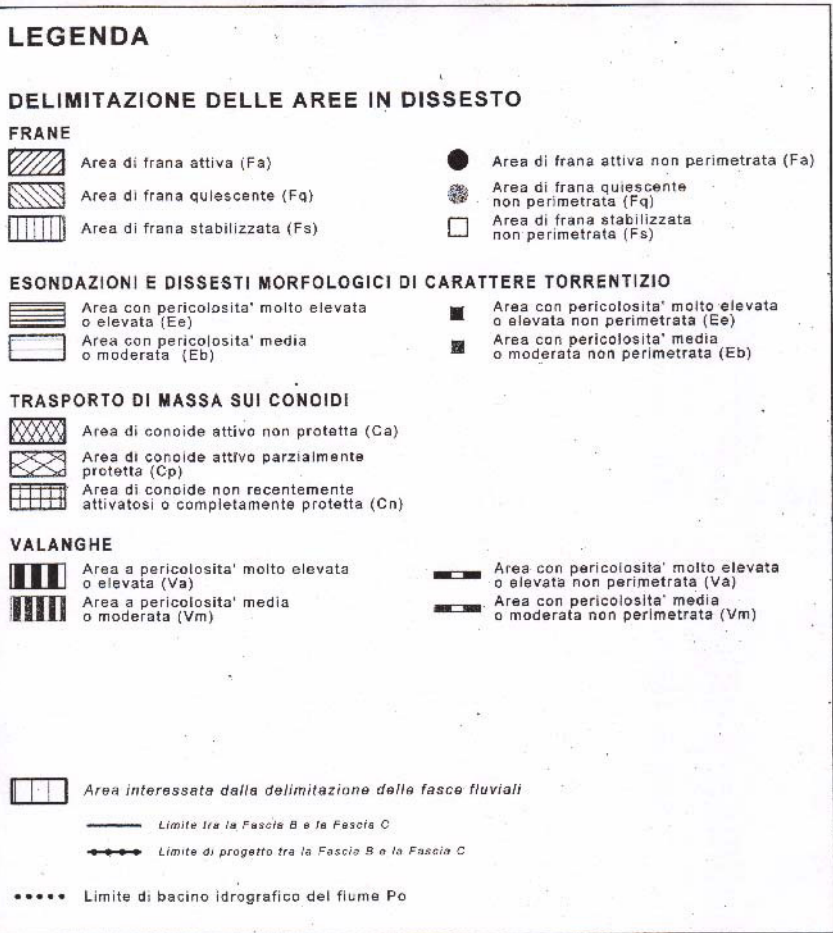 LEGENDA
DELIMITAZIONE DELLE AREE IN DISSESTO
FRANE
Area di frana attiva (Fa)
Area di frana quiescente (Fq)
Area di frana stabilizzata (Fs)
Area di frana attiva non perimetrata (Fa)
Area di frana quiescente
non perimetrata (Fq)
Area di frana stabilizzata
non perimetrata (Fs)
ESONDAZIONI E DISSESTI MORFOLOGICI DI CARATTERE TORRENTIZIO
Area con pericolosita' molto elevata
o elevata (Ee)
Area con pericolosita' media
o moderata (Eb)
Area con pericolosita' molto elevata
o elevata non perimetrata (Ee)
Area con pericolosita' media
o moderata non perimetrata (Eb)
TRASPORTO DI MASSA SUI CONOIDI
Area di conoide attivo non protetta (Ca)
Area di conoide attivo parzialmente
protetta (Cp)
Area di conoide non recentemente
attivatosi o completamente protetta (Cn)
VALANGHE
Area a pericolosita' molto elevata
o elevata (Va)
Area a pericolosita' media
o moderata (Vm)
Area con pericolosita' molto elevata
o elevata non perimetrata (Va)
Area con pericolosita' media
o moderata non perimetrata (Vm)
Area interessata dalla delimitazione delle fasce fluviali
Limite tra la Fascia B e la Fascia C
Limite di progetto tra la Fascia B e la Fascia C
Limite di bacino idrografico del fiume Po